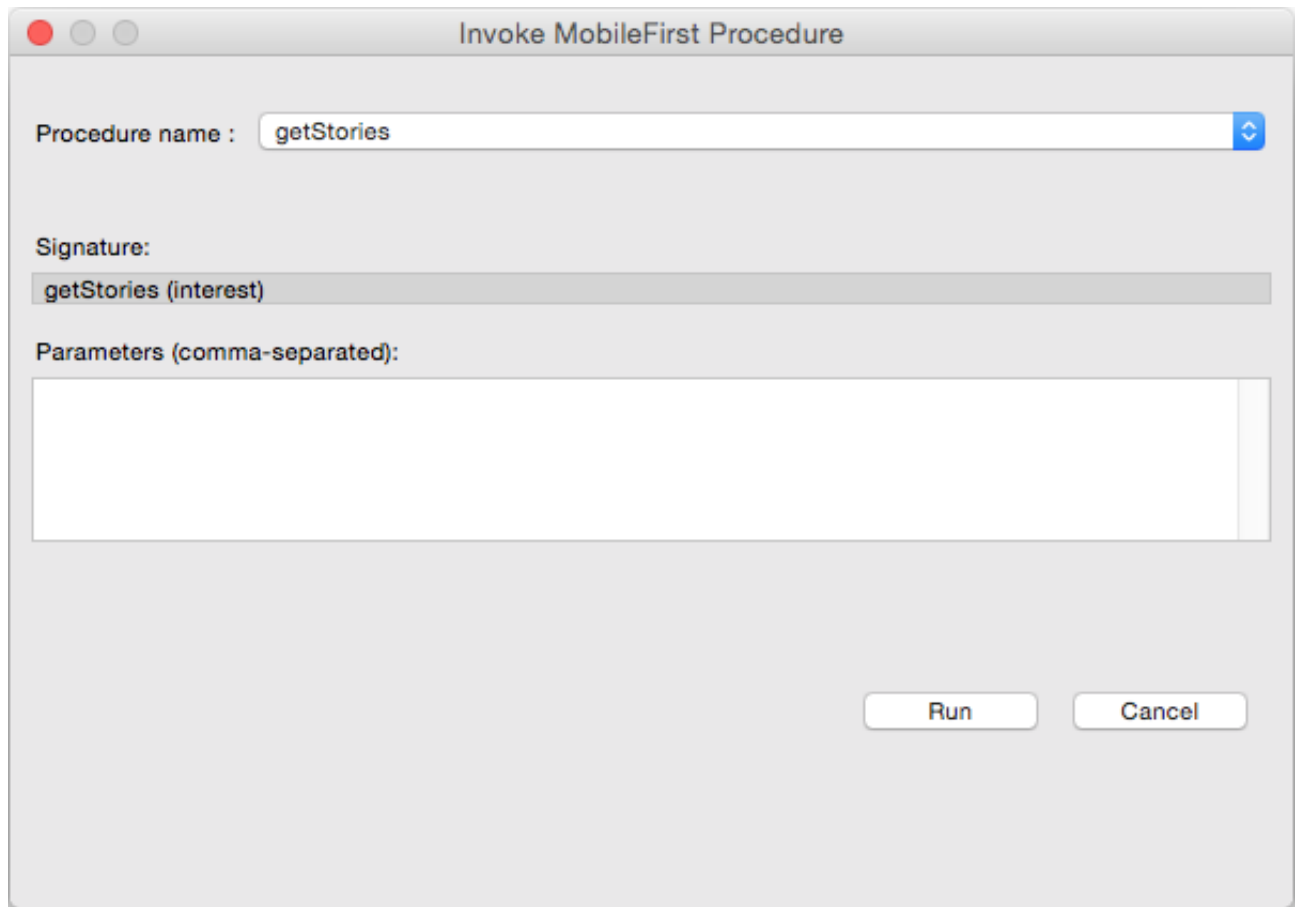 Invoke MobileFirst Procedure
Procedure name : getStories
Signature:
getStories (interest)
Parameters (comma-separated):
Run Cancel